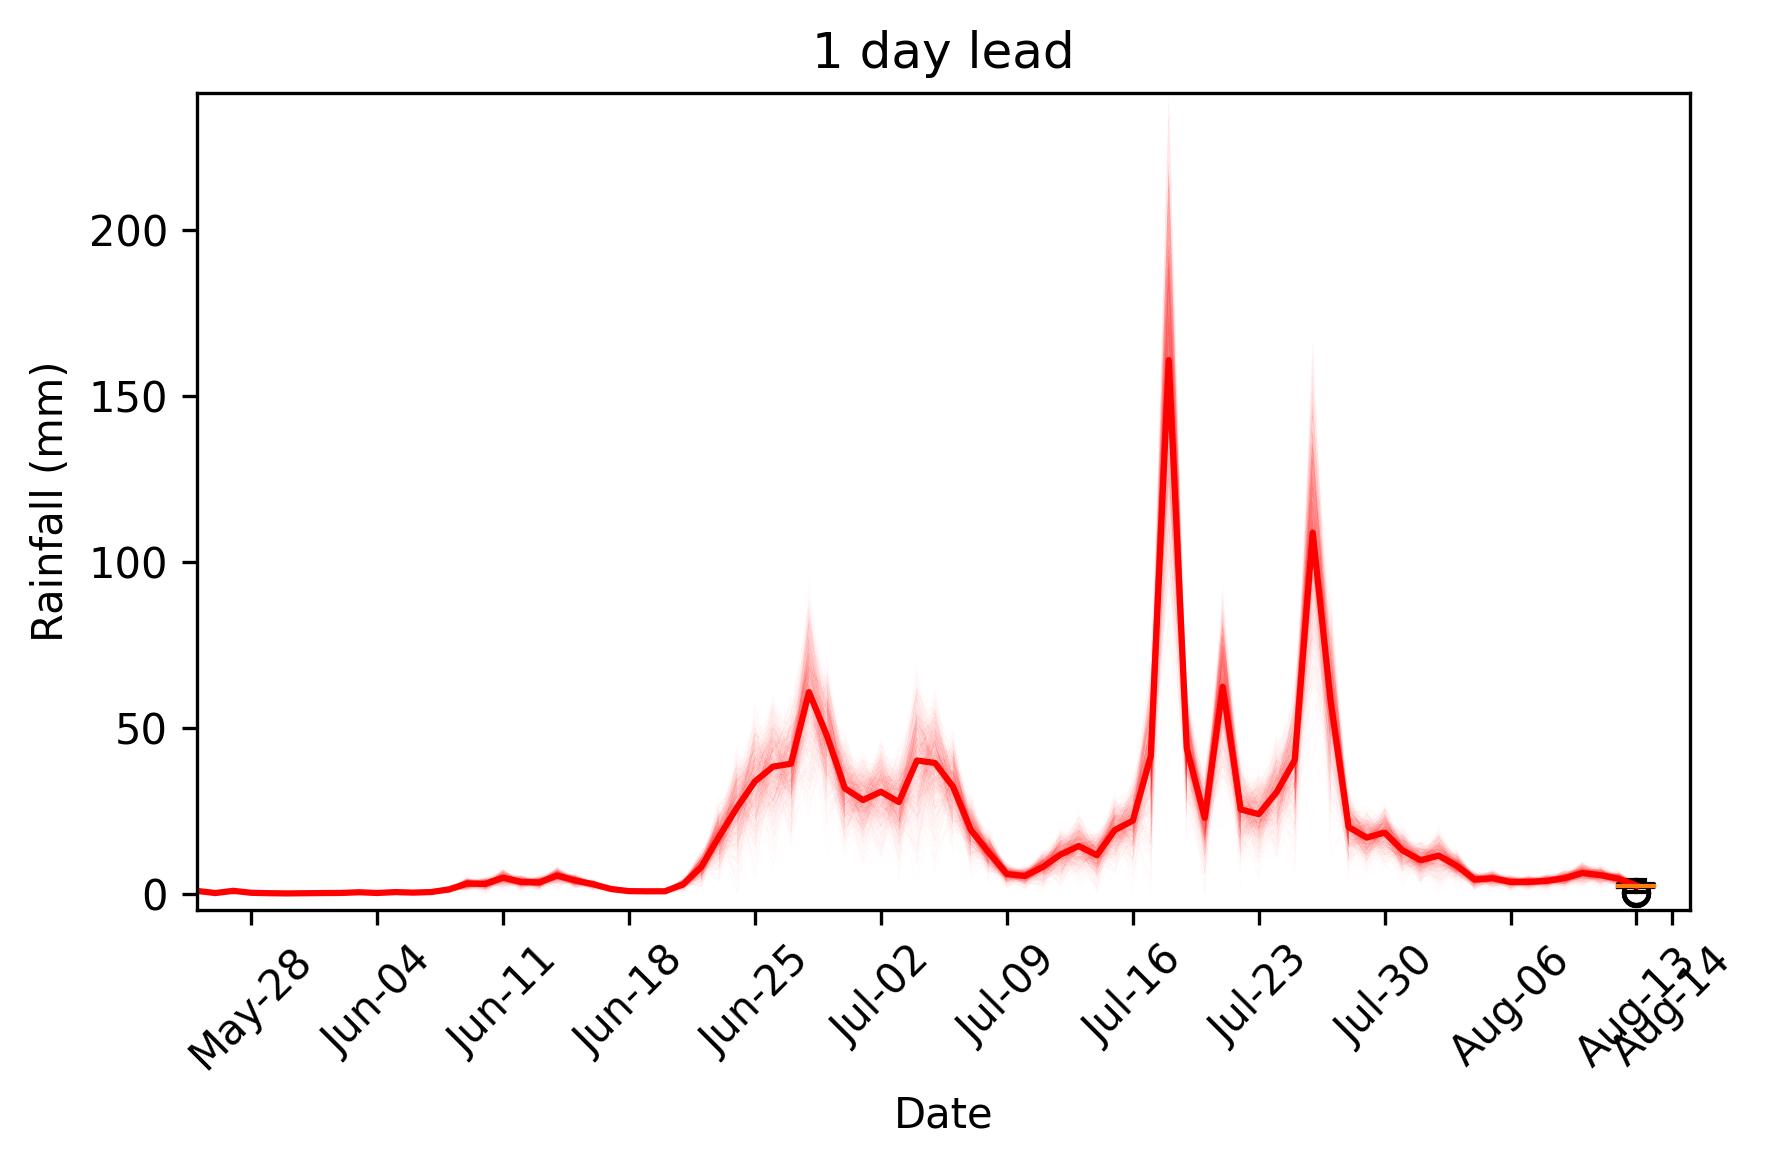 1 day lead
Rainfall (mm)
200
150
100
50
0
May-28
Jun-04
Jun-11
Jun-18
Jun-25
Jul-02
Jul-09
Jul-16
Jul-23
Jul-30
Aug-06
Aug-13
Aug-14
Date